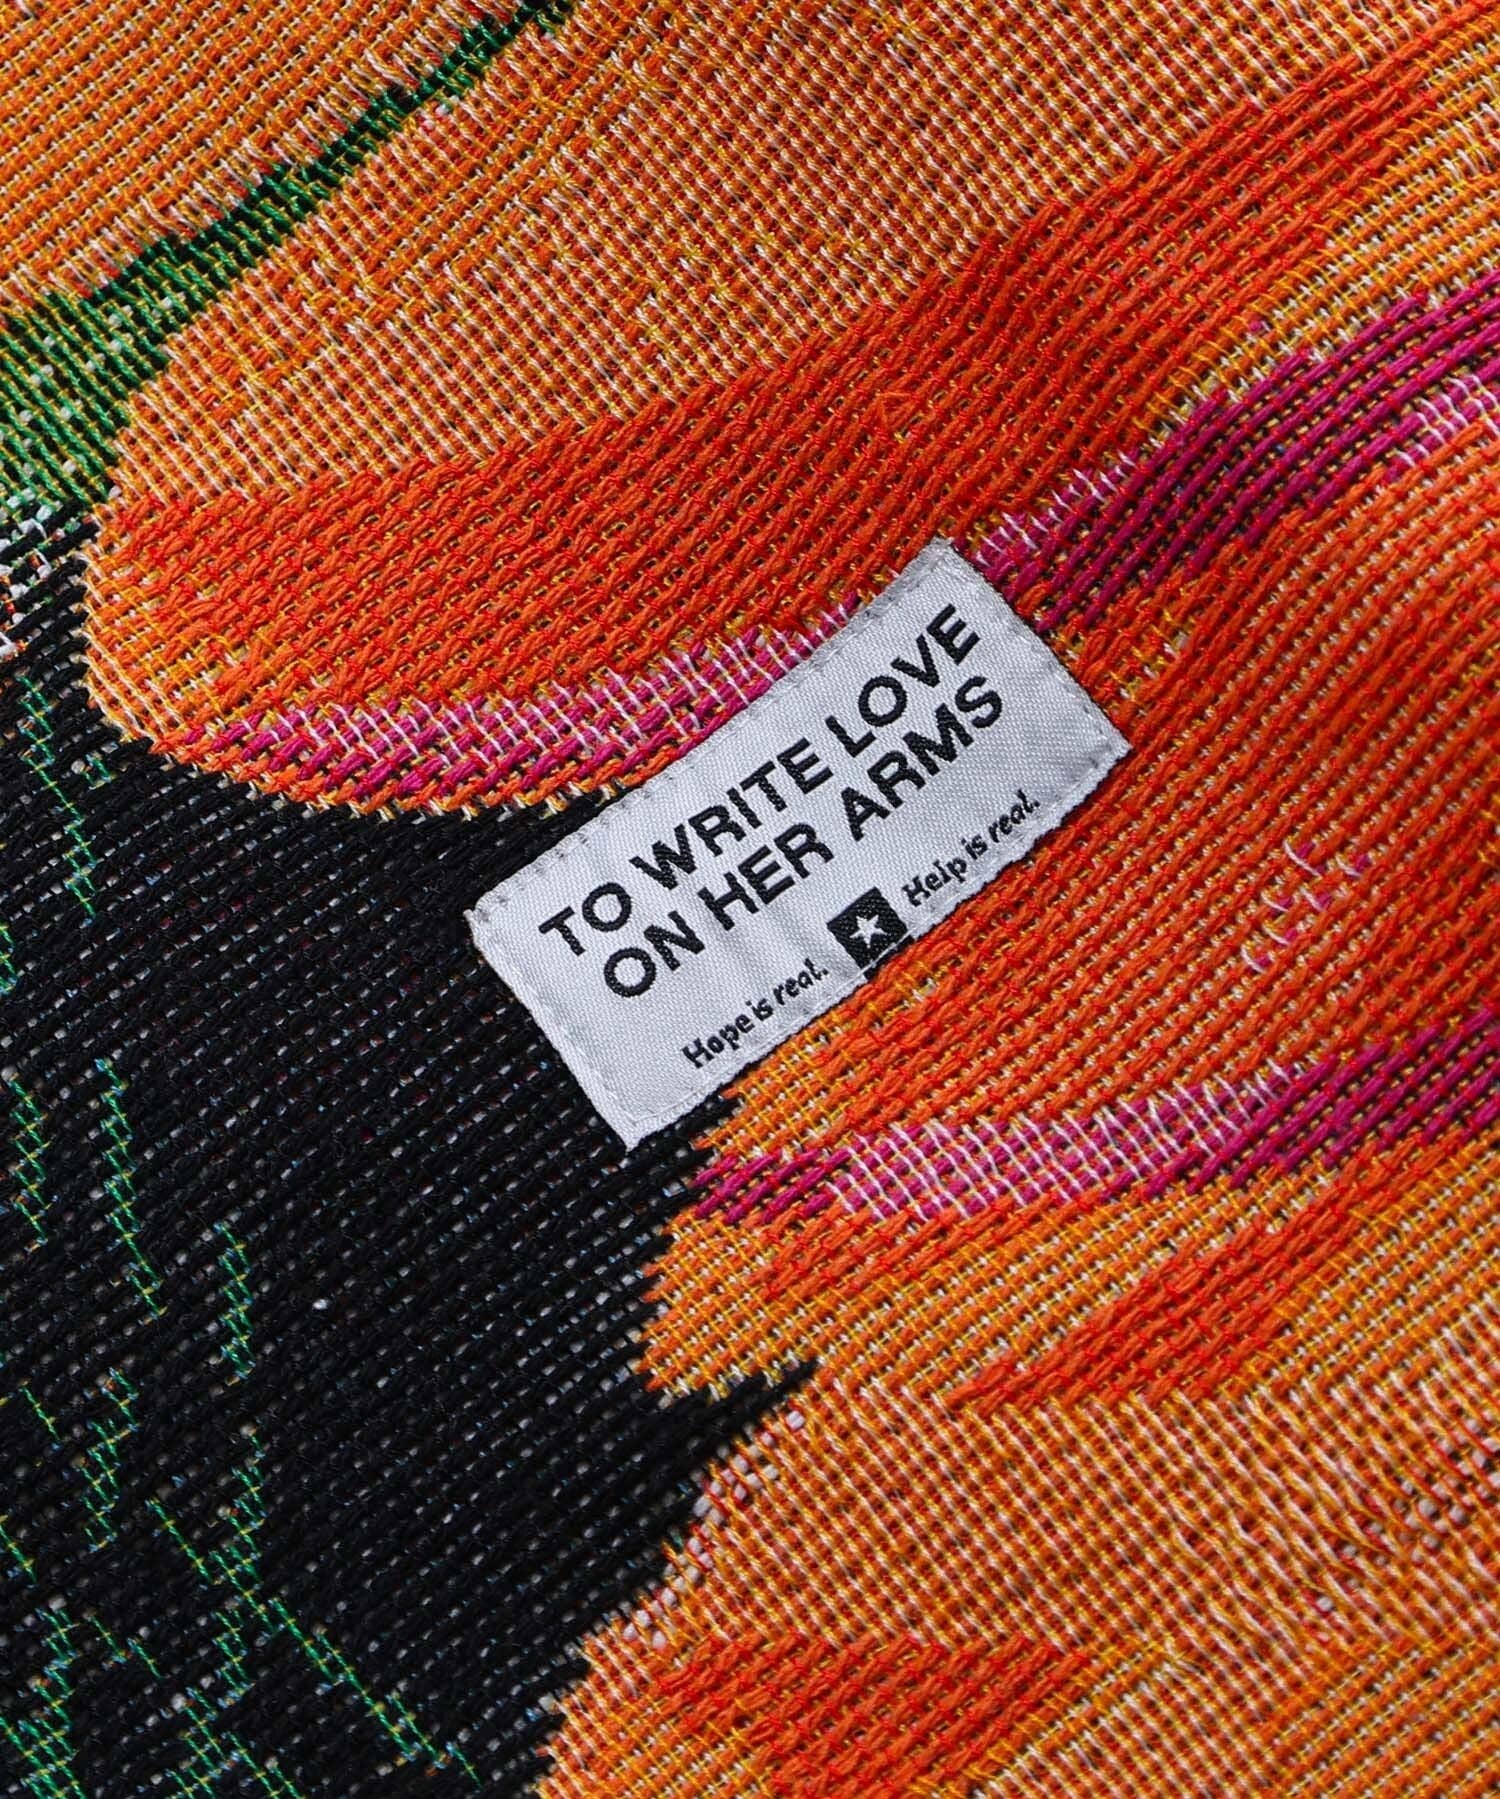 TO WRITE LOVE
ON HER ARMS
Hope is real. Help is real.